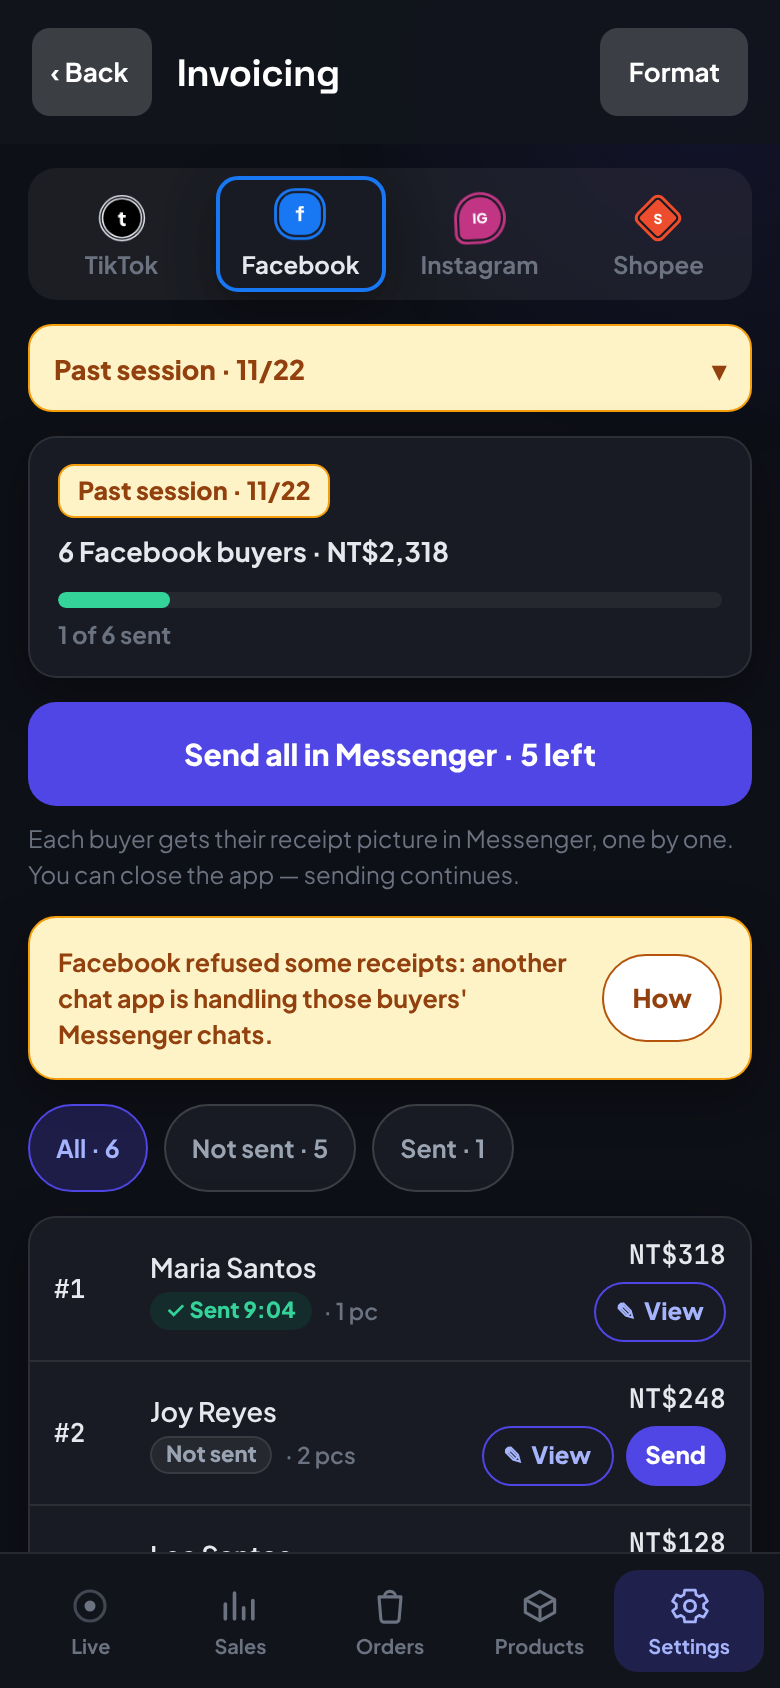 ‹ Back
Invoicing
Format
t
f
IG
S
TikTok
Facebook
Instagram
Shopee
Past session · 11/22 ▼
Past session · 11/22
6 Facebook buyers · NT$2,318
1 of 6 sent
Send all in Messenger · 5 left
Each buyer gets their receipt picture in Messenger, one by one.
You can close the app — sending continues.
Facebook refused some receipts: another
chat app is handling those buyers'
Messenger chats.
How
All · 6
Not sent · 5
Sent · 1
#1
Maria Santos
✓ Sent 9:04 · 1 pc
NT$318
✎ View
#2
Joy Reyes
Not sent · 2 pcs
NT$248
✎ View
Send
NT$128
Live
Sales
Orders
Products
Settings